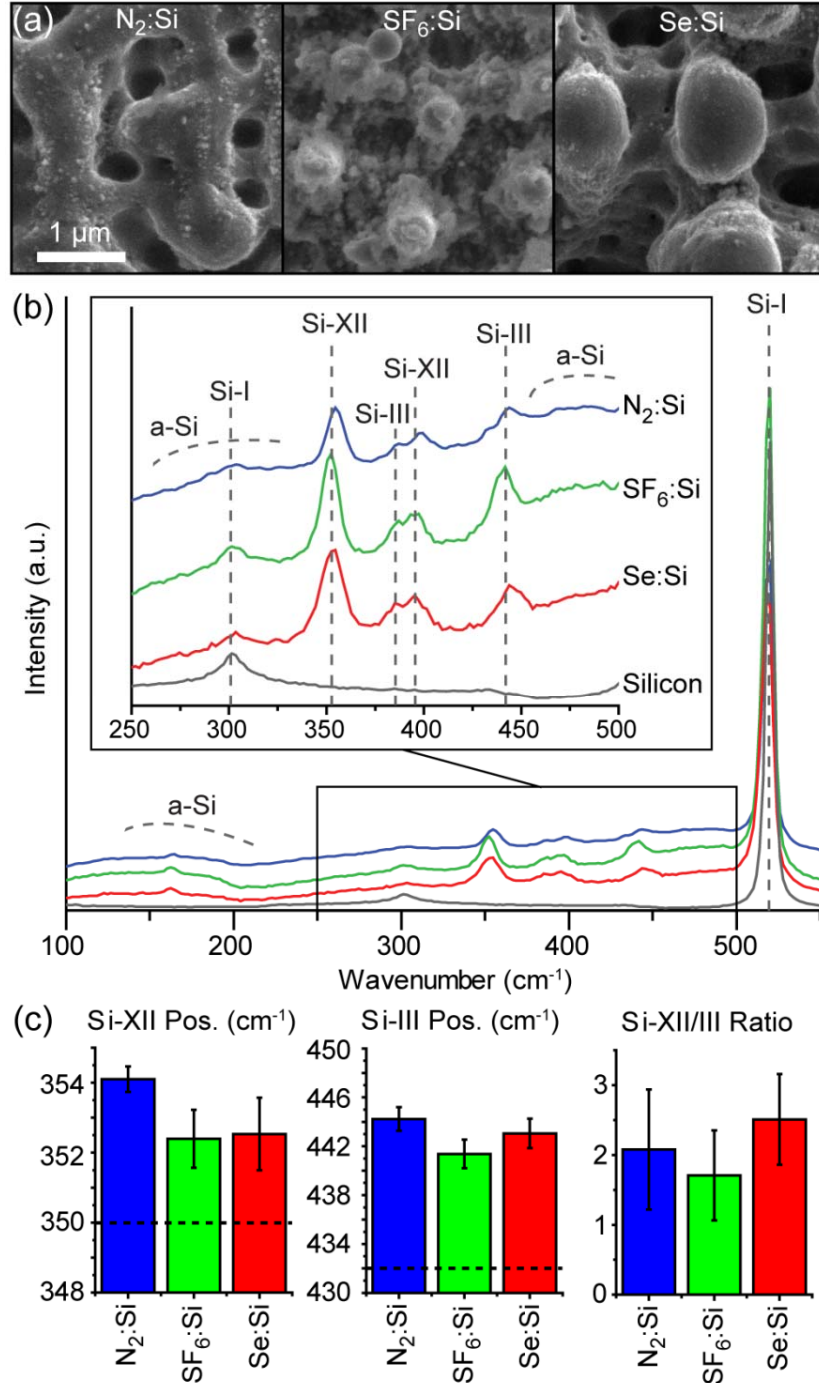 (a) N₂:Si SF₆:Si Se:Si
1 µm
(b)
Si-I
Si-XII
Si-XII
Si-III
a-Si
Si-I
Si-III
a-Si
N₂:Si
SF₆:Si
Se:Si
Silicon
250 300 350 400 450 500
Intensity (a.u.)
a-Si
100 200 300 400 500
Wavenumber (cm⁻¹)
(c) Si-XII Pos. (cm⁻¹) Si-III Pos. (cm⁻¹) Si-XII/III Ratio
354
352
350
348
N₂:Si SF₆:Si Se:Si
450
448
444
442
438
436
432
430
N₂:Si SF₆:Si Se:Si
3
2
1
0
N₂:Si SF₆:Si Se:Si